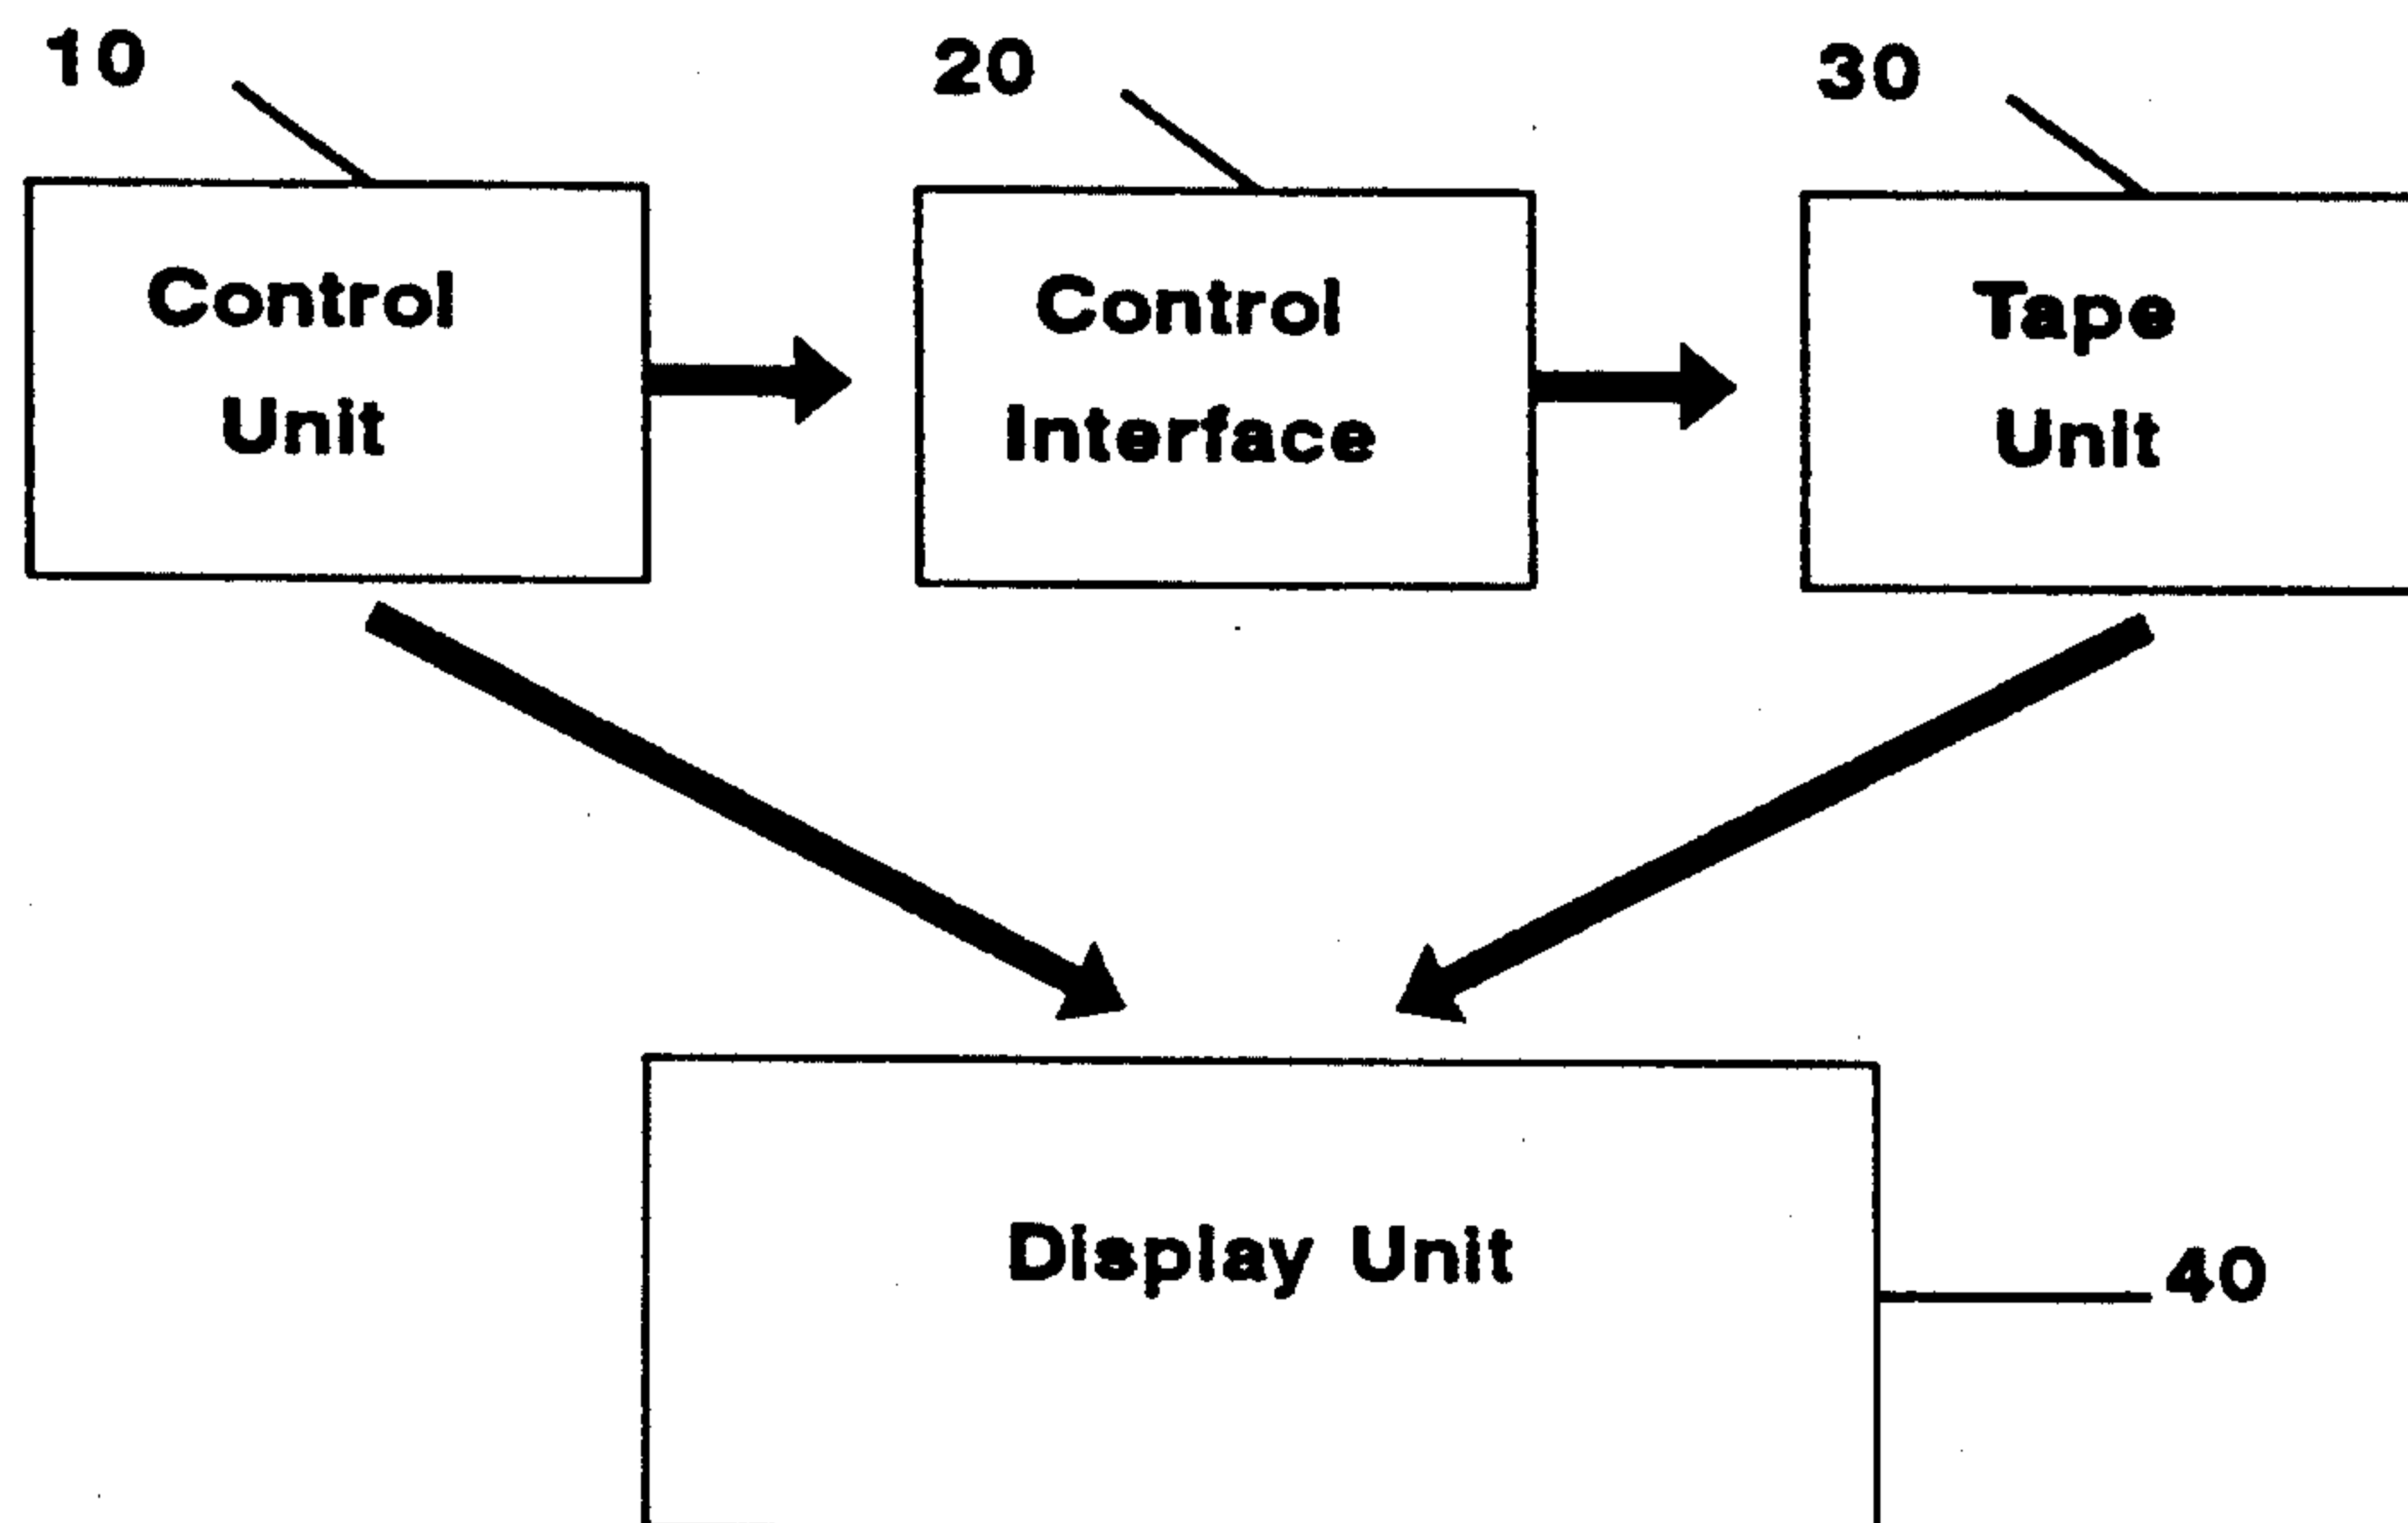 10
20
30
Control
Unit
Control
Interface
Tape
Unit
Display Unit
40